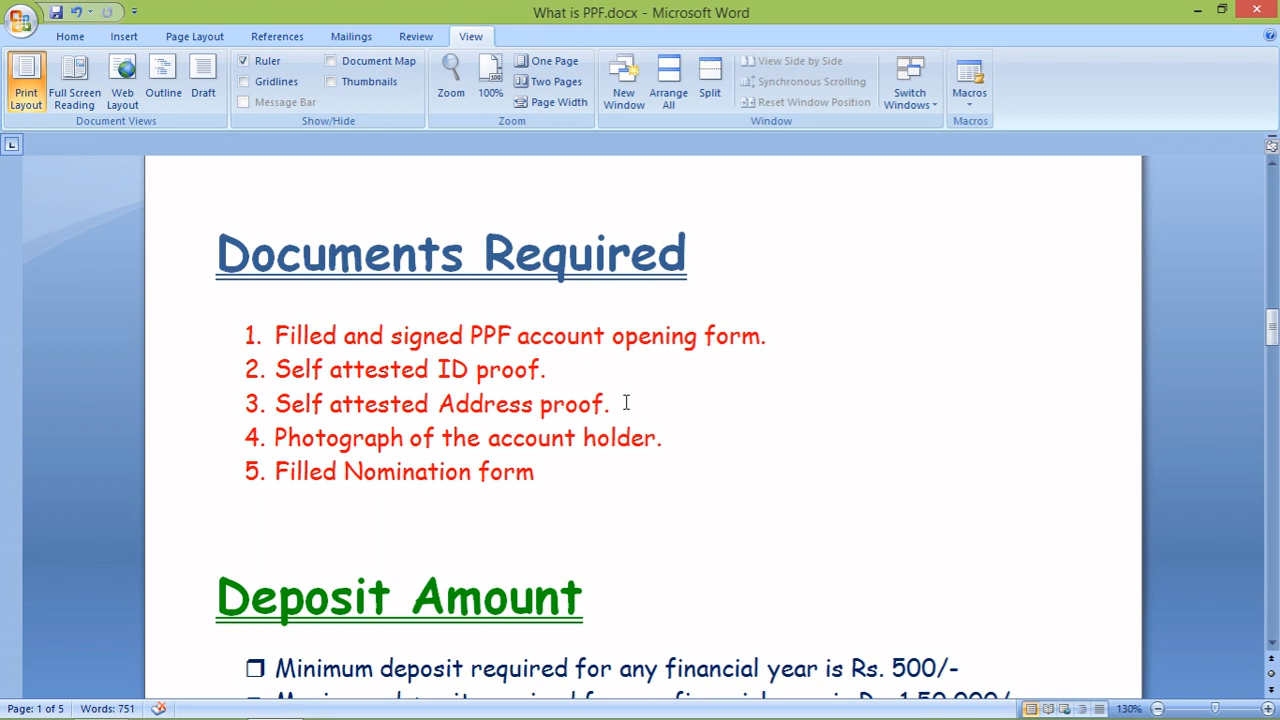 What is PPF.docx - Microsoft Word
Home Insert Page Layout References Mailings Review View
Print Layout
Full Screen Reading
Web Layout
Outline
Draft
Document Views
Ruler
Gridlines
Message Bar
Document Map
Thumbnails
Show/Hide
Zoom
100%
One Page
Two Pages
Page Width
Zoom
New Window
Arrange All
Split
View Side by Side
Synchronous Scrolling
Reset Window Position
Switch Windows
Window
Macros
Macros
Documents Required
1. Filled and signed PPF account opening form.
2. Self attested ID proof.
3. Self attested Address proof.
4. Photograph of the account holder.
5. Filled Nomination form
Deposit Amount
Minimum deposit required for any financial year is Rs. 500/-
Page: 1 of 5 Words: 751 130%